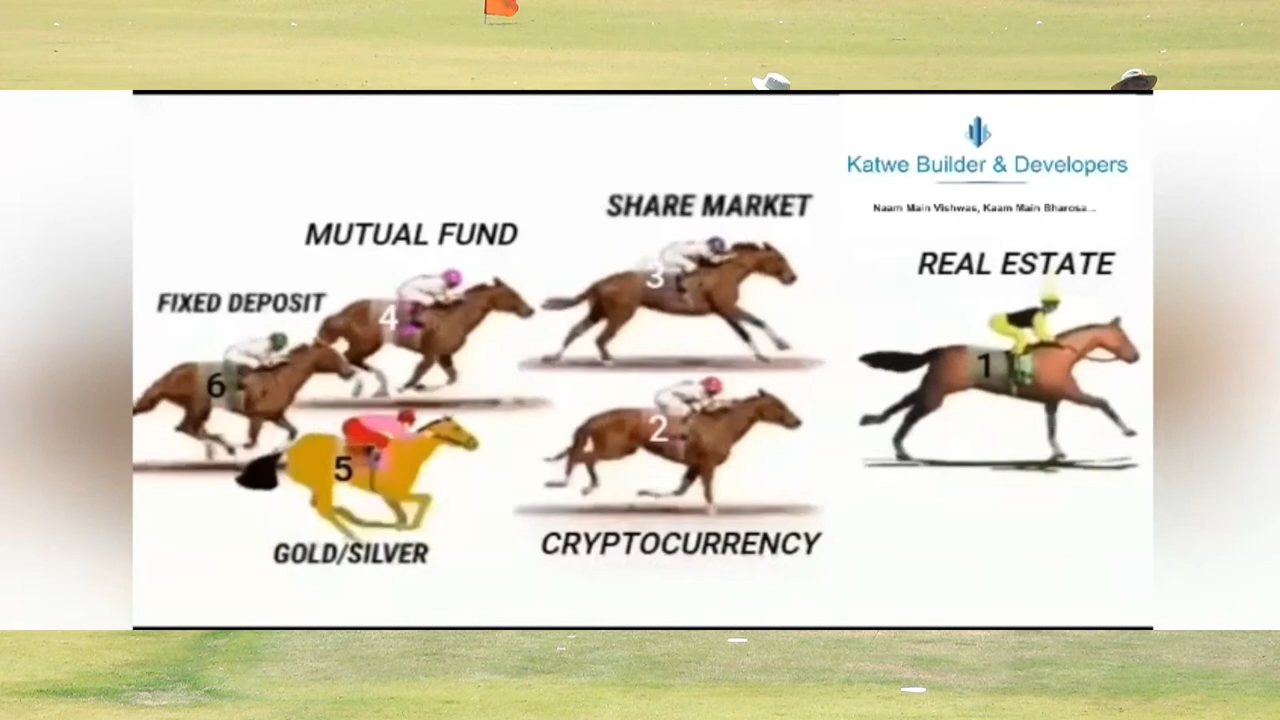 Katwe Builder & Developers
Naam Main Vishwas, Kaam Main Bharosa...
SHARE MARKET
MUTUAL FUND
REAL ESTATE
FIXED DEPOSIT
3
4
1
6
2
5
CRYPTOCURRENCY
GOLD/SILVER